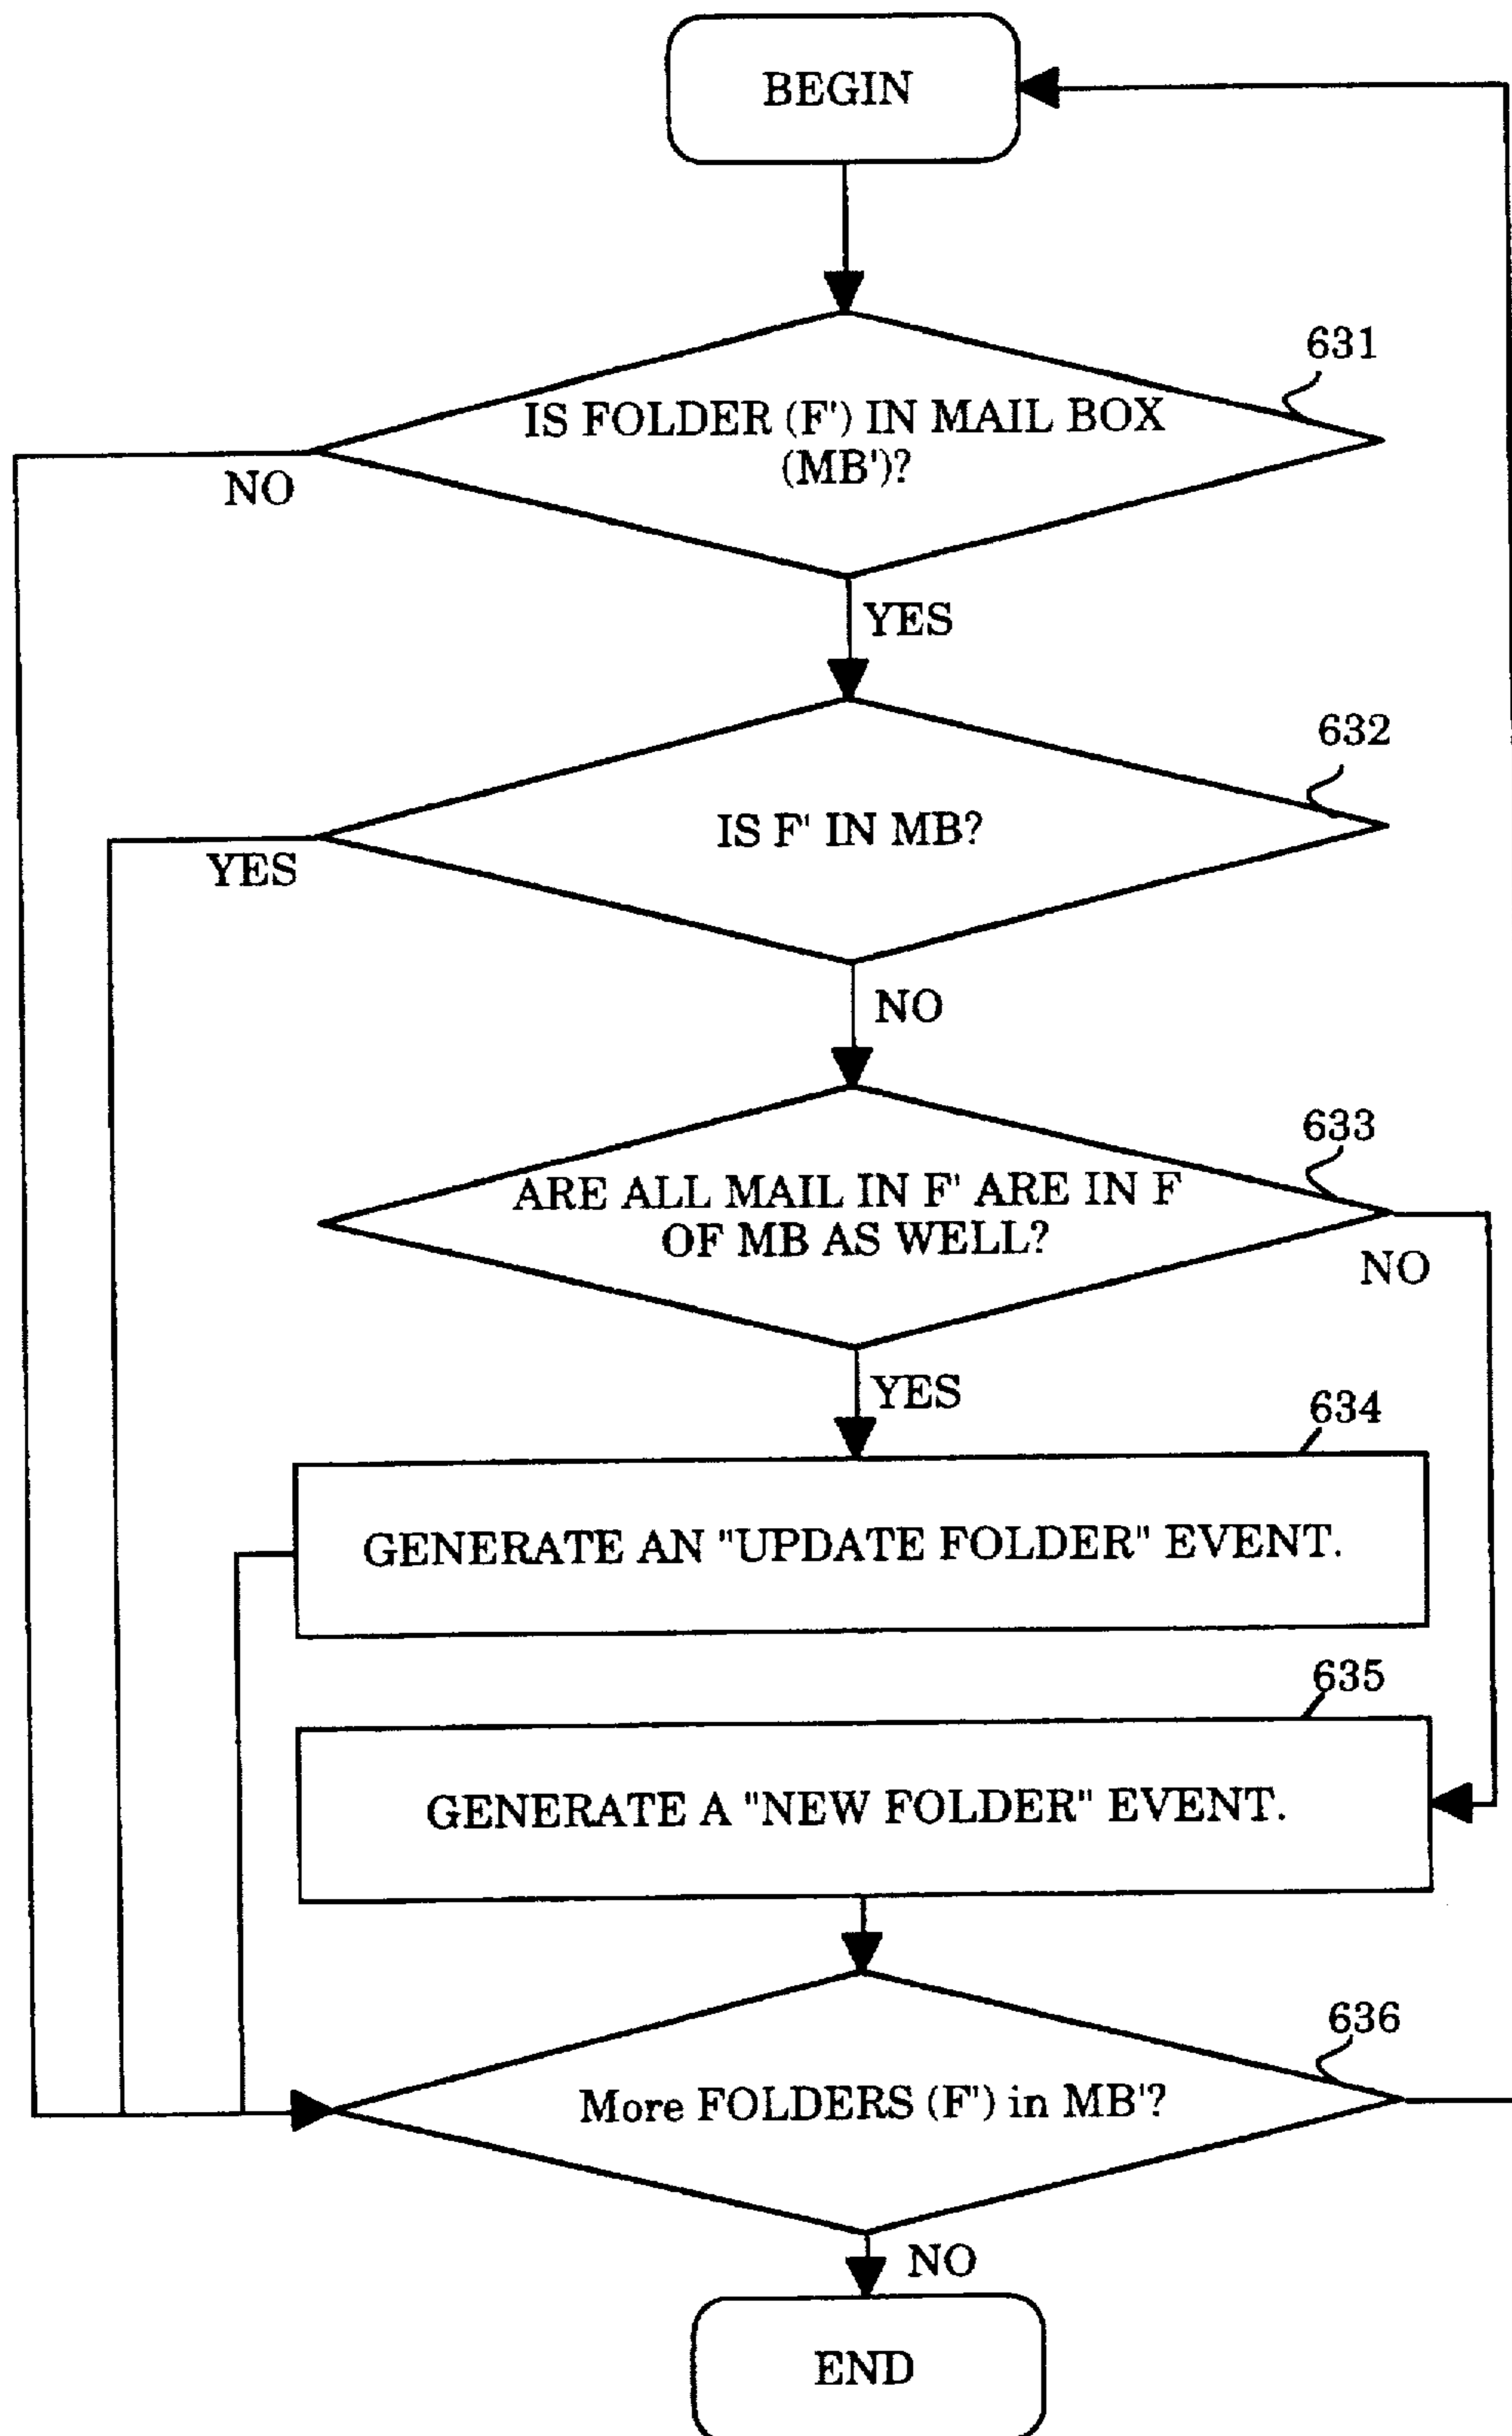 BEGIN
631
IS FOLDER (F') IN MAIL BOX
(MB')?
NO
YES
632
IS F' IN MB?
YES
NO
633
ARE ALL MAIL IN F' ARE IN F
OF MB AS WELL?
NO
YES
634
GENERATE AN "UPDATE FOLDER" EVENT.
635
GENERATE A "NEW FOLDER" EVENT.
636
More FOLDERS (F') in MB'?
NO
END